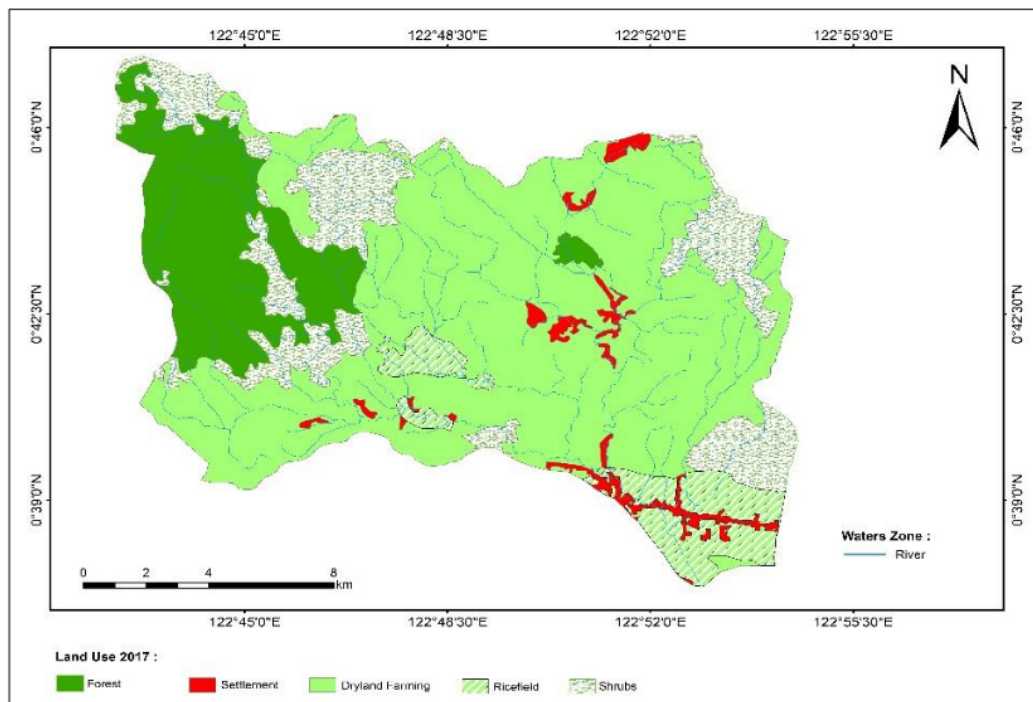 122°45'0"E 122°48'30"E 122°52'0"E 122°55'30"E
N
0°46'0"N 0°46'0"N
0°42'30"N 0°42'30"N
0°39'0"N 0°39'0"N
Waters Zone :
River
0 2 4 8
km
122°45'0"E 122°48'30"E 122°52'0"E 122°55'30"E
Land Use 2017 :
Forest Settlement Dryland Farming Ricefield Shrubs